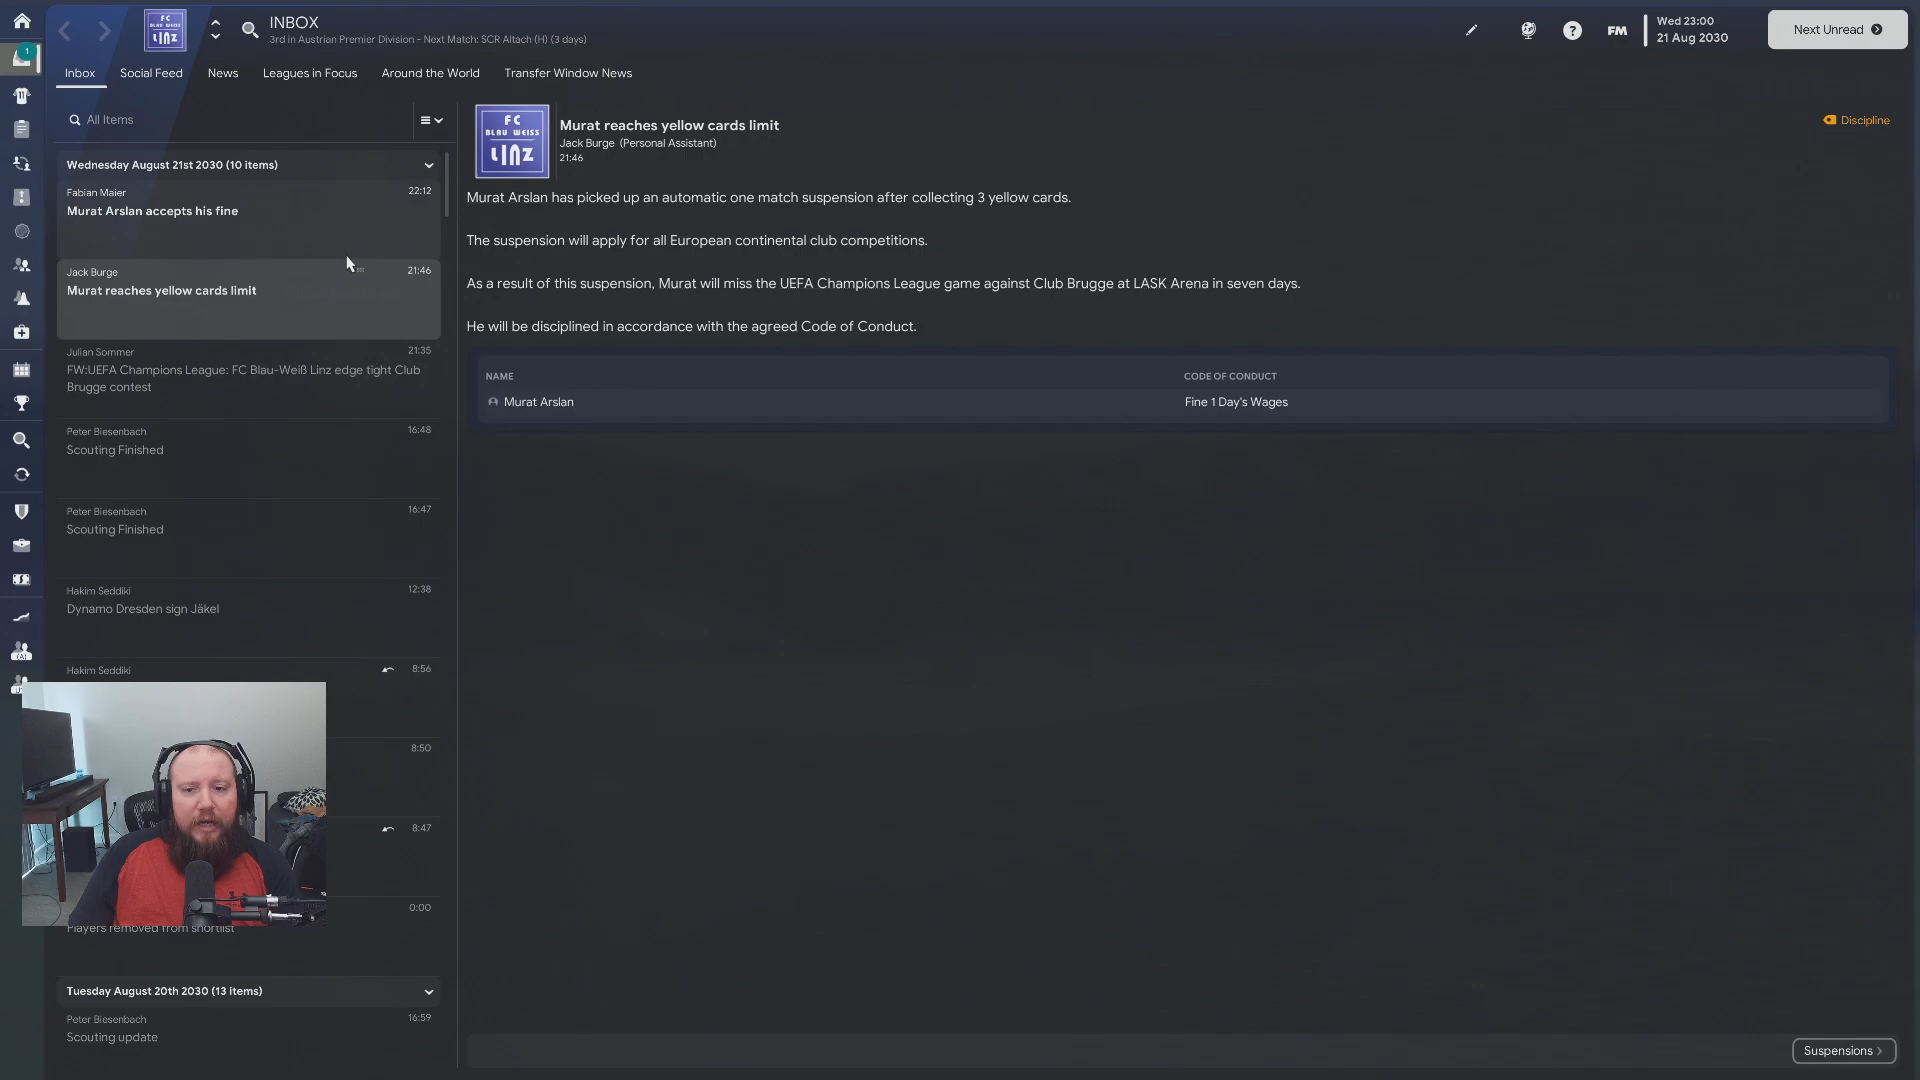 1
FC
BLAU WEISS
LINZ
INBOX
3rd in Austrian Premier Division - Next Match: SCR Altach (H) (3 days)
FM
Wed 23:00
21 Aug 2030
Next Unread
Inbox
Social Feed
News
Leagues in Focus
Around the World
Transfer Window News
All Items
Wednesday August 21st 2030 (10 items)
Fabian Maier
22:12
Murat Arslan accepts his fine
Jack Burge
21:46
Murat reaches yellow cards limit
Julian Sommer
21:35
FW:UEFA Champions League: FC Blau-Weiß Linz edge tight Club
Brugge contest
Peter Biesenbach
16:48
Scouting Finished
Peter Biesenbach
16:47
Scouting Finished
Hakim Seddiki
12:38
Dynamo Dresden sign Jäkel
Hakim Seddiki
8:56
8:50
8:47
0:00
Players removed from shortlist
Tuesday August 20th 2030 (13 items)
Peter Biesenbach
16:59
Scouting update
FC
BLAU WEISS
LINZ
Murat reaches yellow cards limit
Jack Burge (Personal Assistant)
21:46
Discipline
Murat Arslan has picked up an automatic one match suspension after collecting 3 yellow cards.
The suspension will apply for all European continental club competitions.
As a result of this suspension, Murat will miss the UEFA Champions League game against Club Brugge at LASK Arena in seven days.
He will be disciplined in accordance with the agreed Code of Conduct.
NAME
CODE OF CONDUCT
Murat Arslan
Fine 1 Day's Wages
Suspensions